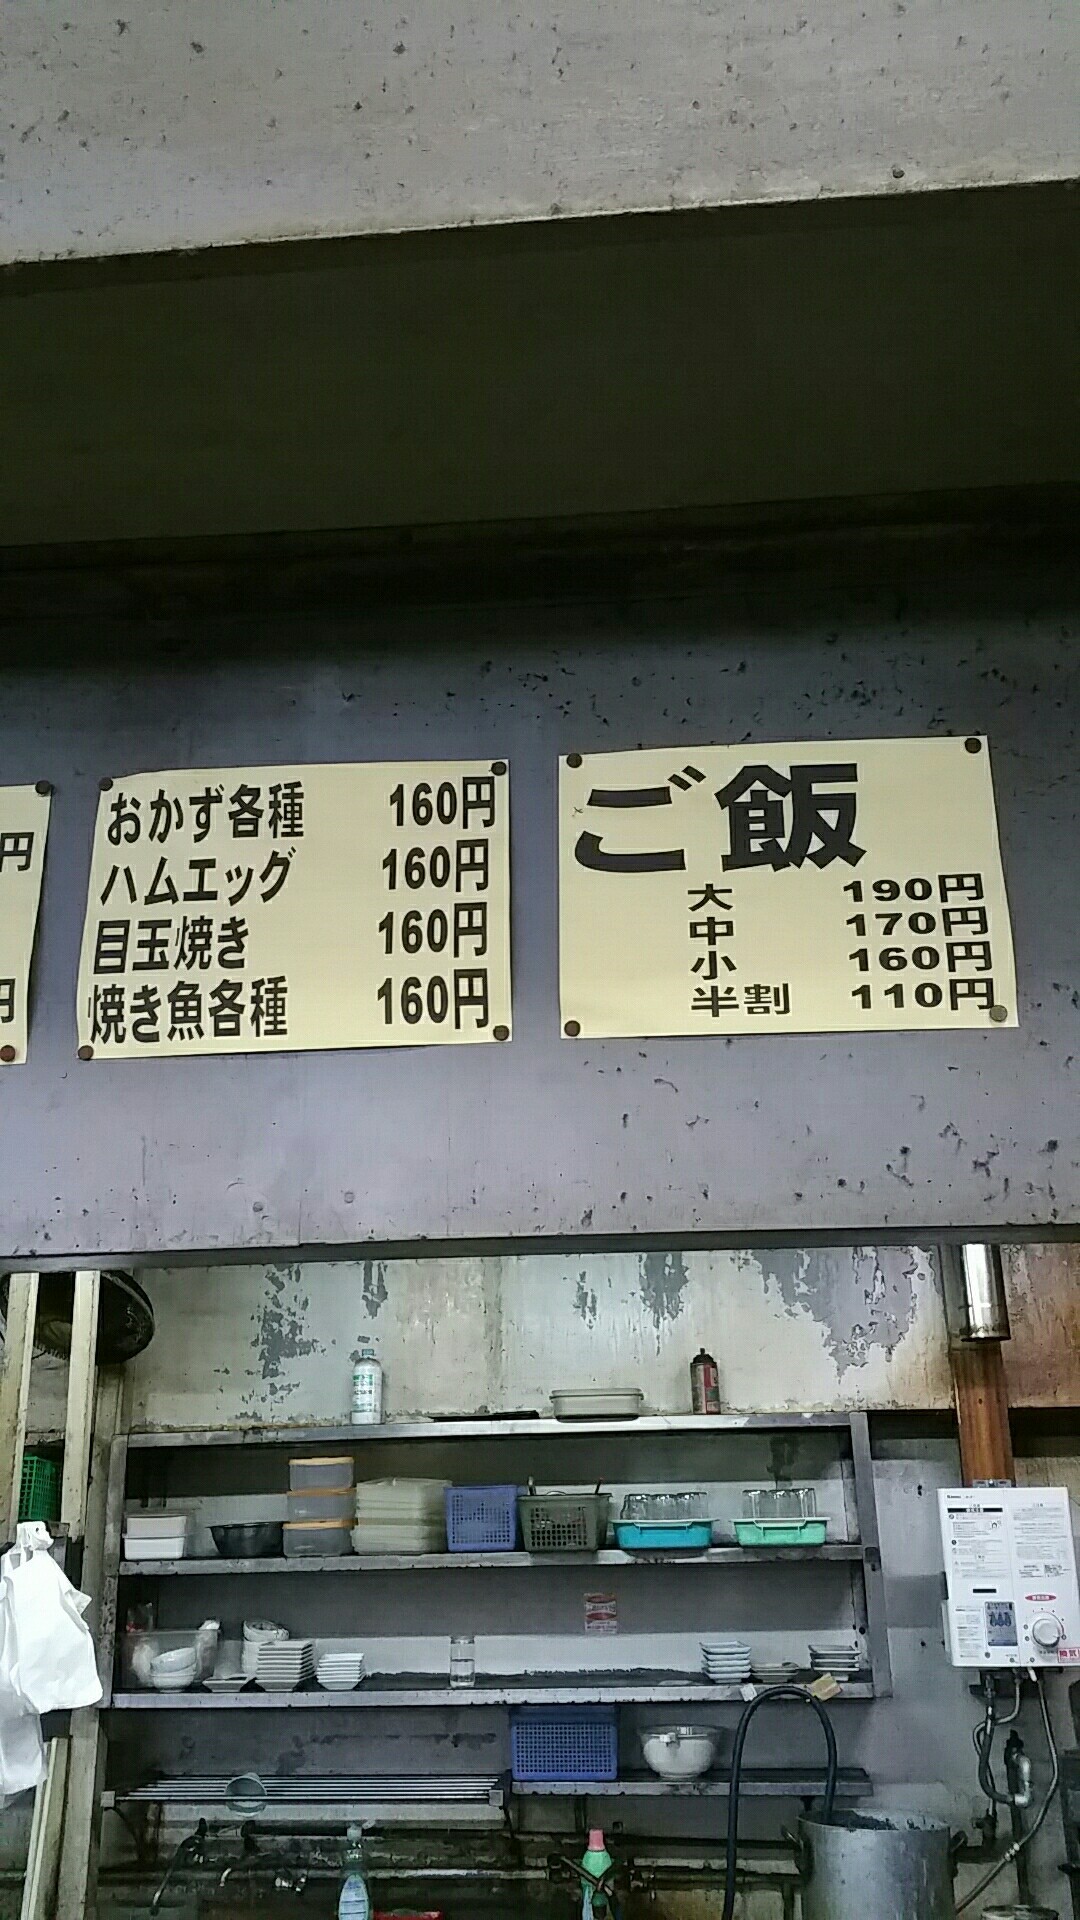 円
円
おかず各種 160円
ハムエッグ 160円
目玉焼き 160円
焼き魚各種 160円
ご飯
大 190円
中 170円
小 160円
半割 110円